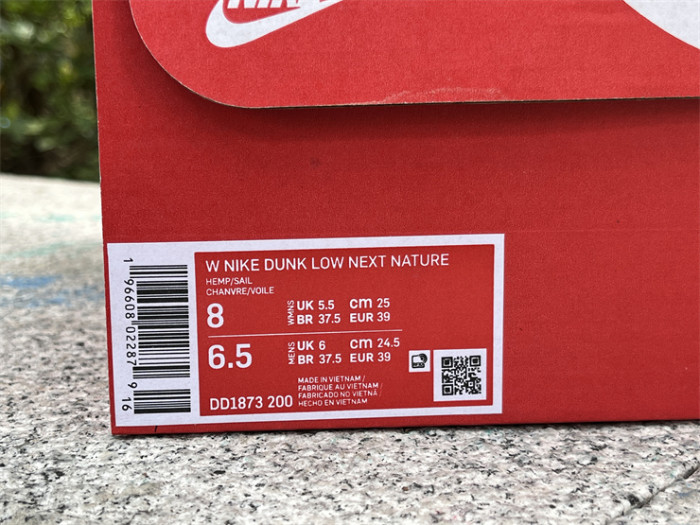 NIKE
W NIKE DUNK LOW NEXT NATURE
HEMP/SAIL
CHANVRE/VOILE
8 WMNS UK 5.5 cm 25
BR 37.5 EUR 39
6.5 MENS UK 6 cm 24.5
BR 37.5 EUR 39
DD1873 200
MADE IN VIETNAM /
FABRIQUE AU VIETNAM /
FABRICADO NO VIETNÃ /
HECHO EN VIETNAM
1 96608 02287 9 16